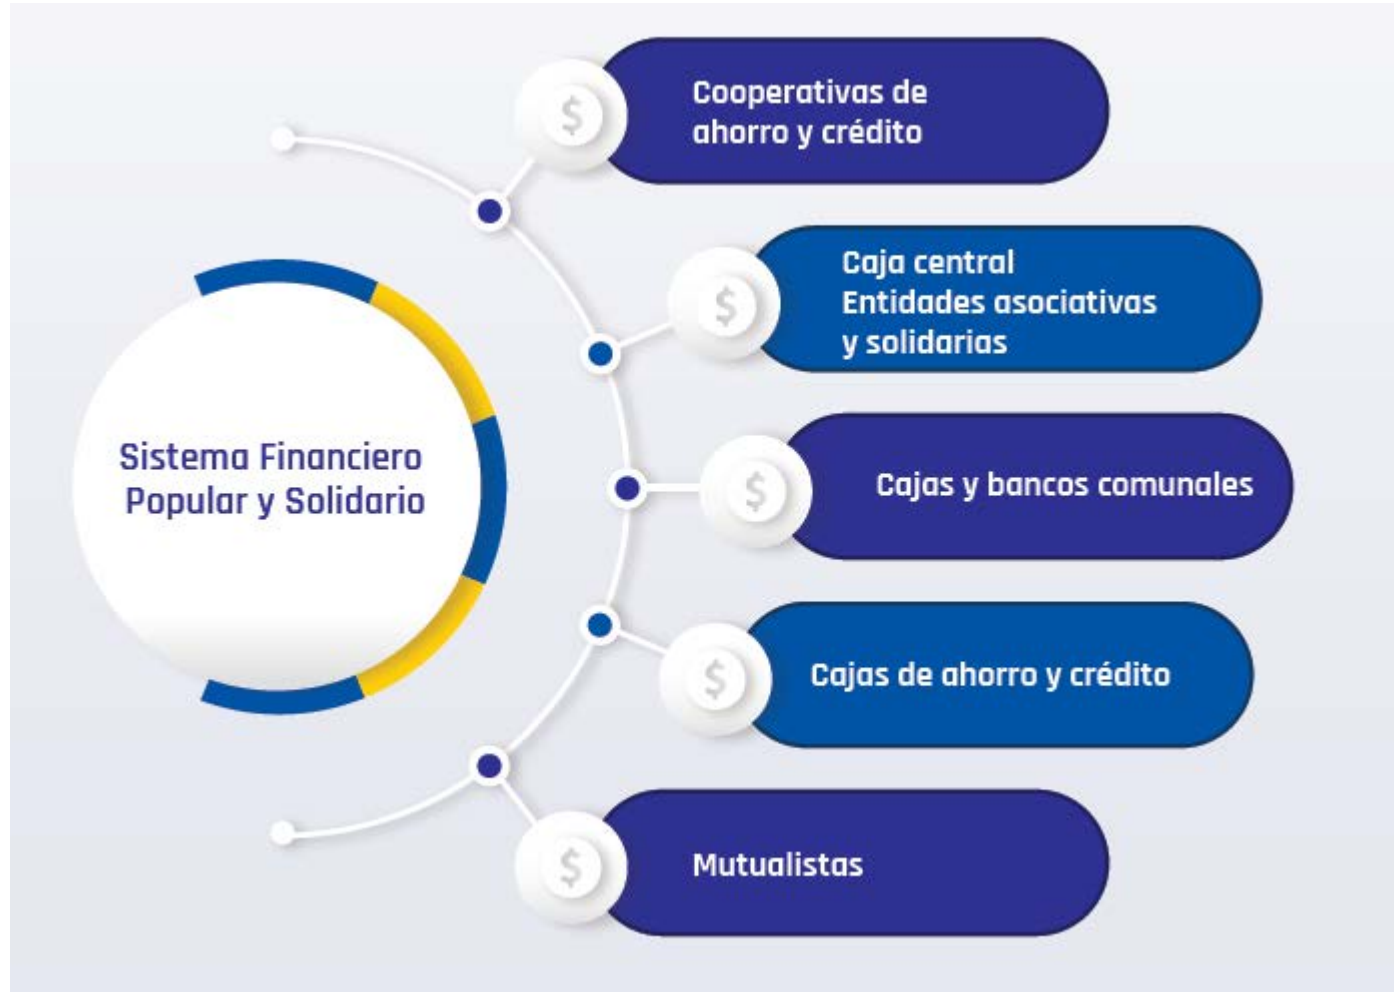 Sistema Financiero
Popular y Solidario
Cooperativas de
ahorro y crédito
Caja central
Entidades asociativas
y solidarias
Cajas y bancos comunales
Cajas de ahorro y crédito
Mutualistas
$
$
$
$
$